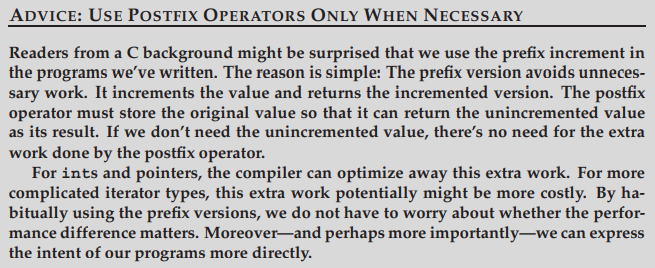 ADVICE: USE POSTFIX OPERATORS ONLY WHEN NECESSARY
Readers from a C background might be surprised that we use the prefix increment in
the programs we've written. The reason is simple: The prefix version avoids unneces-
sary work. It increments the value and returns the incremented version. The postfix
operator must store the original value so that it can return the unincremented value
as its result. If we don't need the unincremented value, there's no need for the extra
work done by the postfix operator.
For ints and pointers, the compiler can optimize away this extra work. For more
complicated iterator types, this extra work potentially might be more costly. By ha-
bitually using the prefix versions, we do not have to worry about whether the perfor-
mance difference matters. Moreover—and perhaps more importantly—we can express
the intent of our programs more directly.